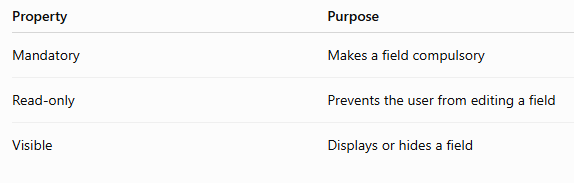 Property Purpose
Mandatory Makes a field compulsory
Read-only Prevents the user from editing a field
Visible Displays or hides a field